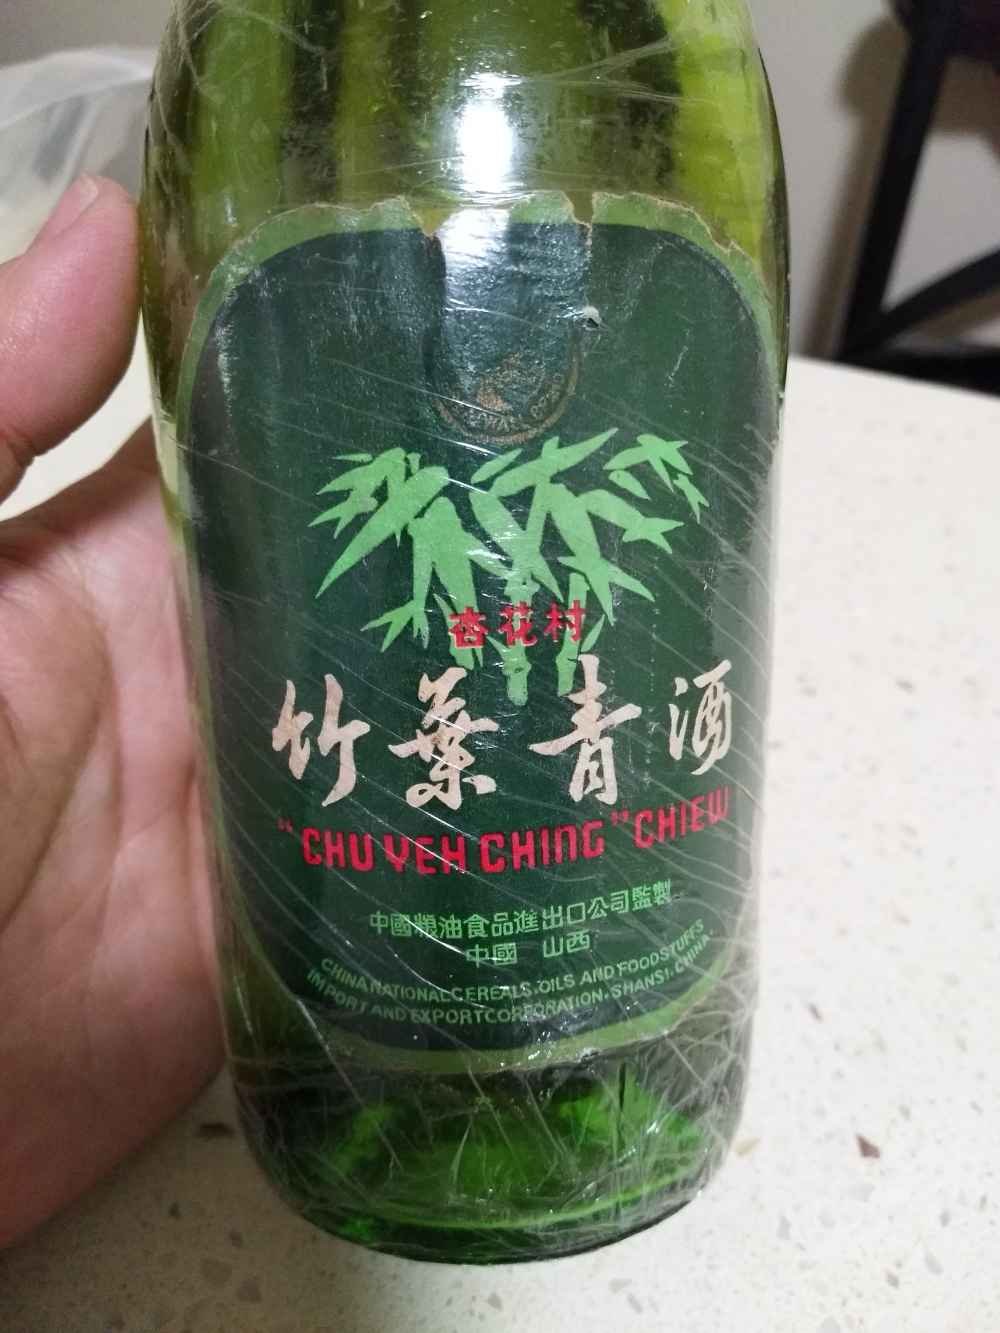 杏花村
竹葉青酒
"CHU YEH CHING" CHIEW
中國糧油食品進出口公司監製
中國 山西
CHINA NATIONAL CEREALS, OILS AND FOODSTUFFS
IMPORT AND EXPORT CORPORATION, SHANSI, CHINA.